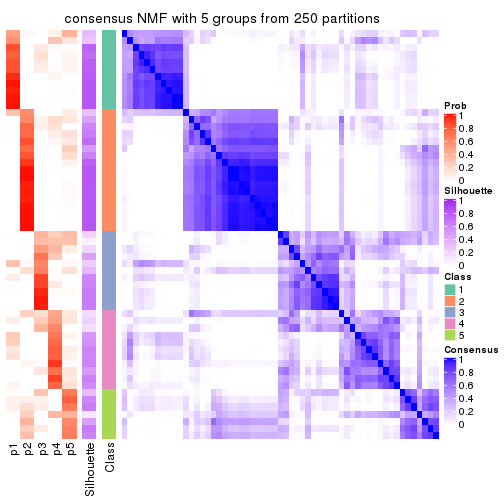 consensus NMF with 5 groups from 250 partitions
Prob
1
0.8
0.6
0.4
0.2
0
Silhouette
1
0.8
0.6
0.4
0.2
0
Class
1
2
3
4
5
Consensus
1
0.8
0.6
0.4
0.2
0
p1
p2
p3
p4
p5
Silhouette
Class